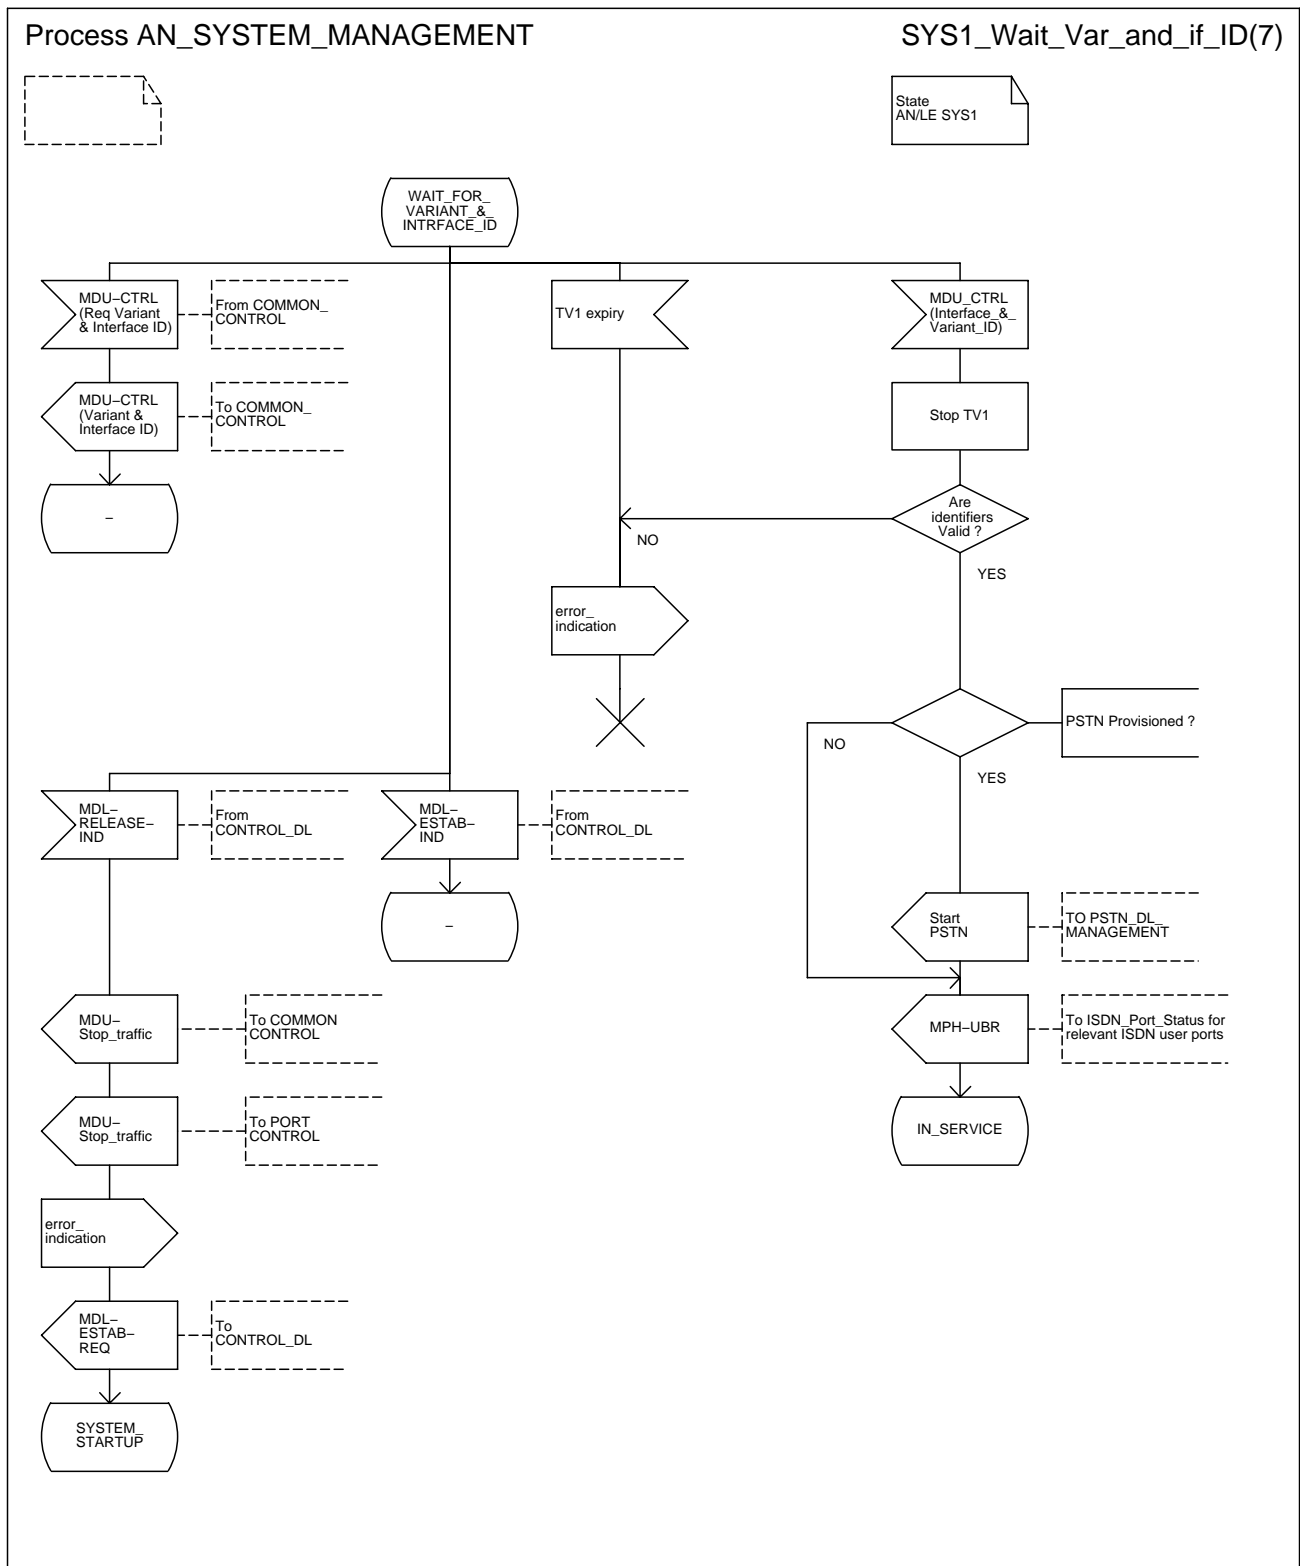 Process AN_SYSTEM_MANAGEMENT
SYS1_Wait_Var_and_if_ID(7)
State
AN/LE SYS1
WAIT_FOR_
VARIANT_&_
INTRFACE_ID
MDU–CTRL
(Req Variant
& Interface ID)
From COMMON_
CONTROL
TV1 expiry
MDU_CTRL
(Interface_&_
Variant_ID)
MDU–CTRL
(Variant &
Interface ID)
To COMMON_
CONTROL
Stop TV1
–
Are
identifiers
Valid ?
NO
YES
error_
indication
PSTN Provisioned ?
NO
YES
MDL–
RELEASE–
IND
From
CONTROL_DL
MDL–
ESTAB–
IND
From
CONTROL_DL
–
Start
PSTN
TO PSTN_DL_
MANAGEMENT
MDU–
Stop_traffic
To COMMON
CONTROL
MPH–UBR
To ISDN_Port_Status for
relevant ISDN user ports
MDU–
Stop_traffic
To PORT
CONTROL
IN_SERVICE
error_
indication
MDL–
ESTAB–
REQ
To
CONTROL_DL
SYSTEM_
STARTUP